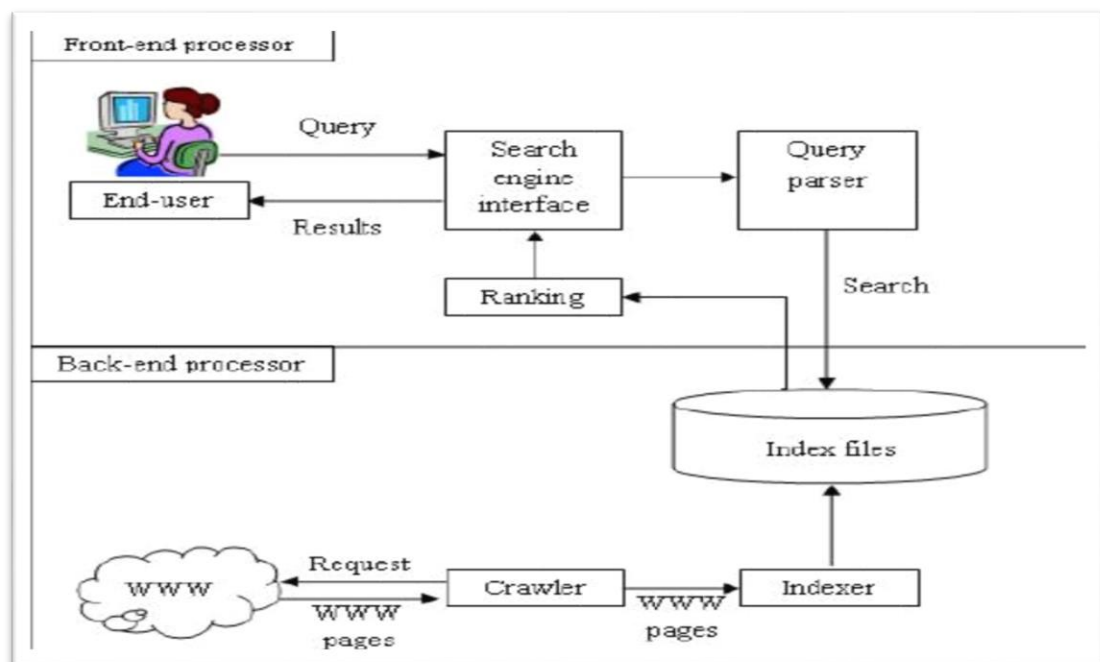 Front-end processor
Query
Search
engine
interface
Query
parser
End-user
Results
Ranking
Search
Back-end processor
Index files
WWW
Request
WWW
pages
Crawler
WWW
pages
Indexer